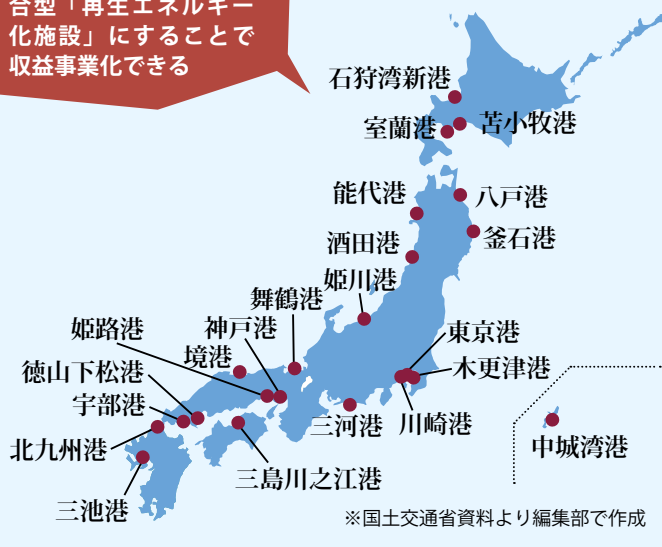 合型「再生エネルギー
化施設」にすることで
収益事業化できる
石狩湾新港
室蘭港
苫小牧港
能代港
八戸港
釜石港
酒田港
姫川港
舞鶴港
姫路港
神戸港
東京港
境港
木更津港
徳山下松港
宇部港
三河港
川崎港
中城湾港
北九州港
三島川之江港
三池港
※国土交通省資料より編集部で作成